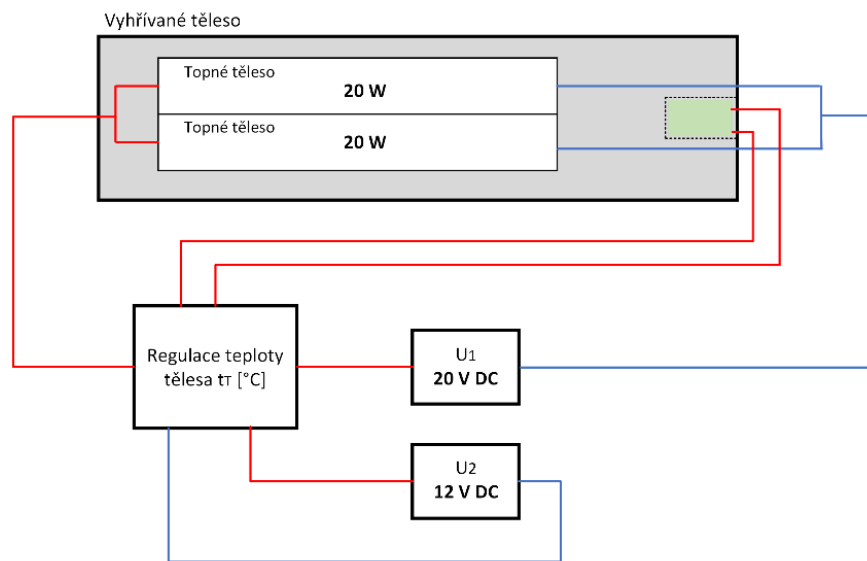 Vyhřívané těleso
Topné těleso
20 W
Topné těleso
20 W
Regulace teploty
tělesa tT [°C]
U1
20 V DC
U2
12 V DC